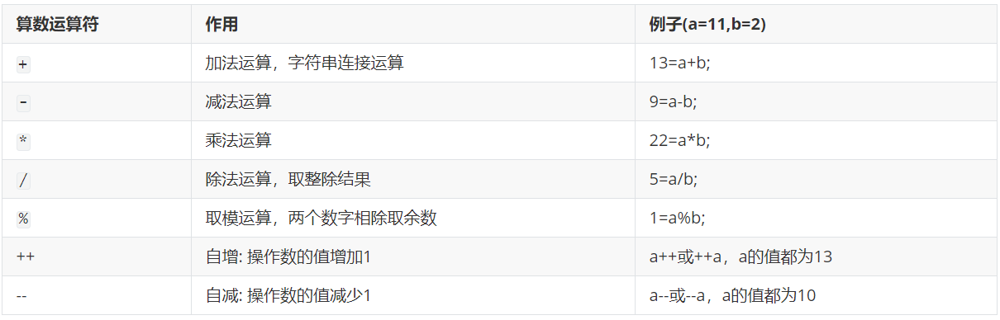 算数运算符 作用 例子(a=11,b=2)
+ 加法运算，字符串连接运算 13=a+b;
- 减法运算 9=a-b;
* 乘法运算 22=a*b;
/ 除法运算，取整除结果 5=a/b;
% 取模运算，两个数字相除取余数 1=a%b;
++ 自增: 操作数的值增加1 a++或++a，a的值都为13
-- 自减: 操作数的值减少1 a--或--a，a的值都为10